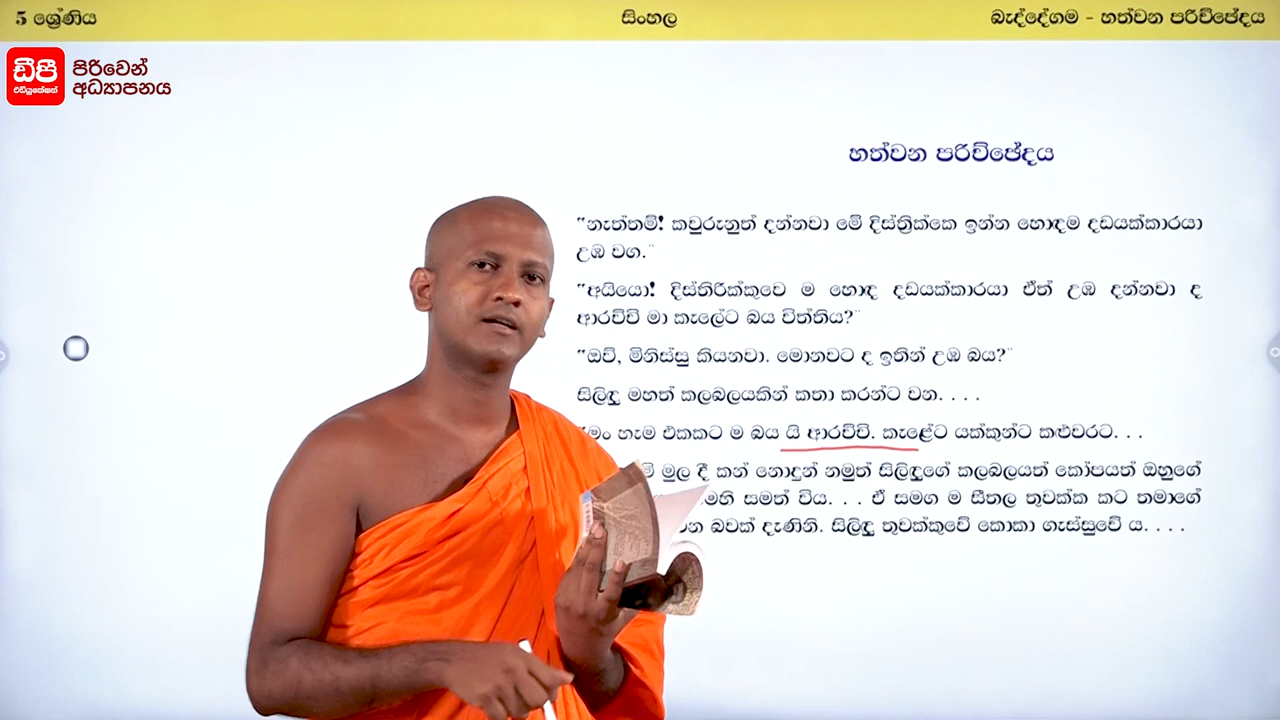 5 ශ්‍රේණිය
සිංහල
බැද්දේගම - හත්වන පරිච්ඡේදය
ඩීපී
එඩියුකේෂන්
පිරිවෙන්
අධ්‍යාපනය
හත්වන පරිච්ඡේදය
"නැත්තම්! කවුරුනුත් දන්නවා මේ දිස්ත්‍රික්කෙ ඉන්න හොඳම දඩයක්කාරයා
උඹ වග."
"අයියො! දිස්තිරික්කුවෙ ම හොඳ දඩයක්කාරයා ඒත් උඹ දන්නවා ද
ආරච්චි මා කැලේට බය විත්තිය?"
"ඔව්, මිනිස්සු කියනවා. මොනවට ද ඉතින් උඹ බය?"
සිලිඳු මහත් කලබලයකින් කතා කරන්ට වන. . . .
"මං හැම එකකට ම බය යි ආරච්චි. කැළේට යක්කුන්ට කළුවරට. . .
මුල දී කන් නොදුන් නමුත් සිලිඳුගේ කලබලයත් කෝපයත් ඔහුගේ
සමත් විය. . . ඒ සමග ම සීතල තුවක්ක කට තමාගේ
බවක් දැණිනි. සිලිඳු තුවක්කුවේ කොකා ගැස්සුවේ ය. . . .